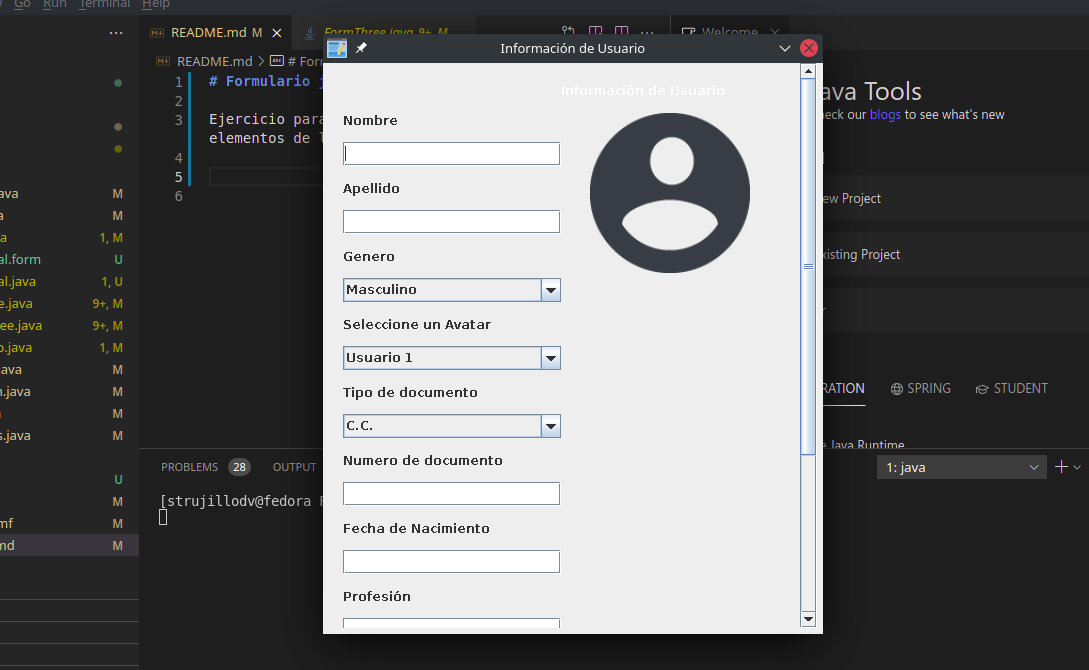 Go Run Terminal Help
README.md M
FormThree.java 9+, M
Welcome
README.md > # For
1 # Formulario j
2
3 Ejercicio para
elementos de l
4
5
6
ava M
a M
a 1, M
al.form U
al.java 1, U
e.java 9+, M
ee.java 9+, M
o.java 1, M
ava M
n.java M
M
s.java M
U
M
mf M
md M
Información de Usuario
Información de Usuario
Nombre
Apellido
Genero
Masculino
Seleccione un Avatar
Usuario 1
Tipo de documento
C.C.
Numero de documento
Fecha de Nacimiento
Profesión
ava Tools
eck our blogs to see what's new
ew Project
xisting Project
RATION SPRING STUDENT
e Java Runtime
PROBLEMS 28 OUTPUT
1: java
[strujillodv@fedora F